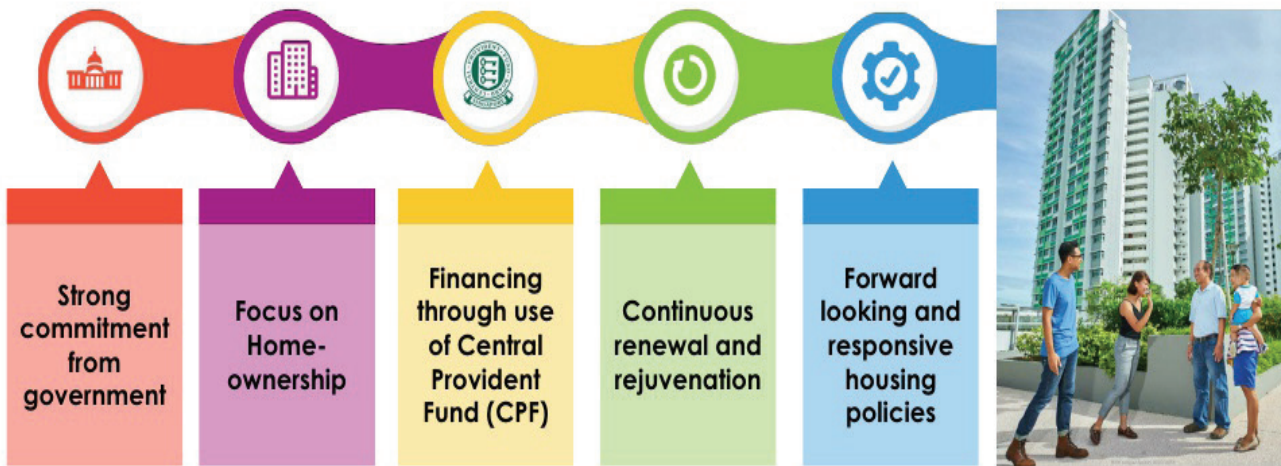 Strong
commitment
from
government
Focus on
Home-
ownership
Financing
through use
of Central
Provident
Fund (CPF)
Continuous
renewal and
rejuvenation
Forward
looking and
responsive
housing
policies